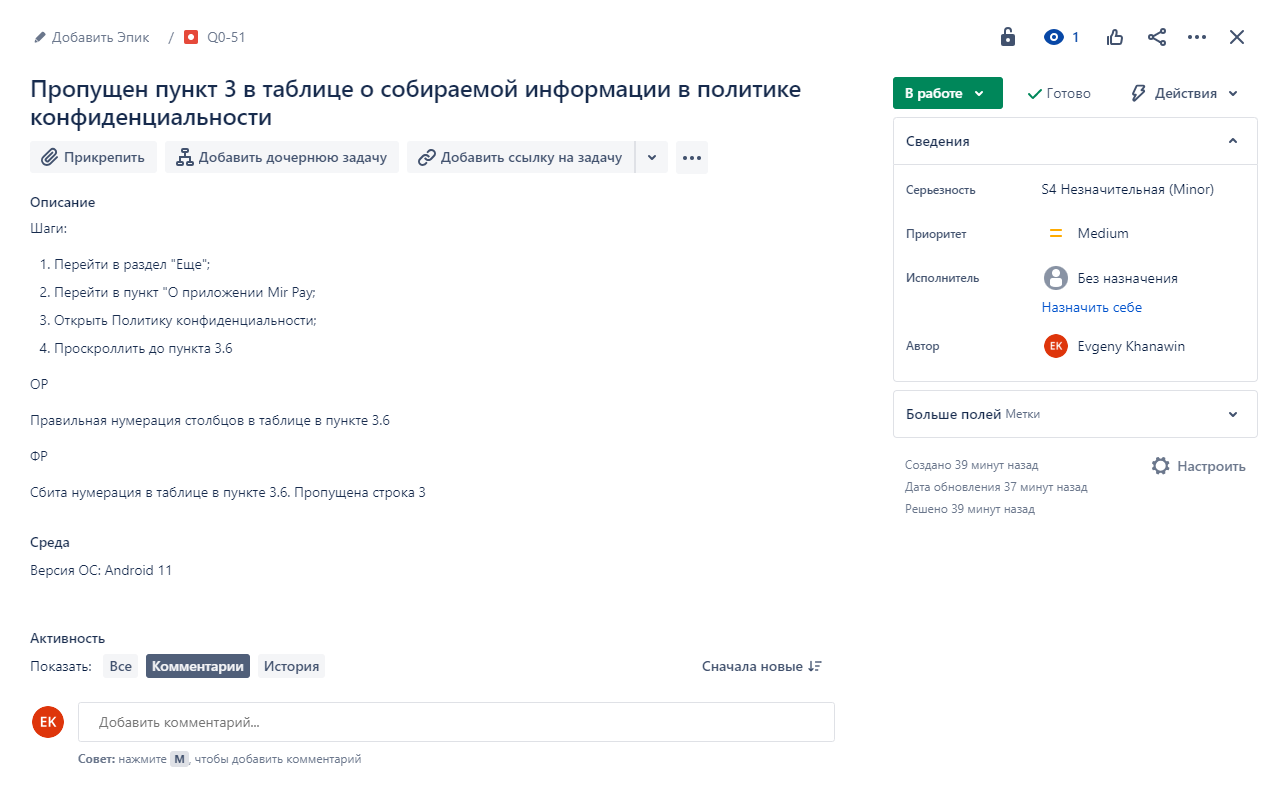 Добавить Эпик / Q0-51
1
Пропущен пункт 3 в таблице о собираемой информации в политике
конфиденциальности
Прикрепить Добавить дочернюю задачу Добавить ссылку на задачу
Описание
Шаги:
1. Перейти в раздел "Еще";
2. Перейти в пункт "О приложении Mir Pay;
3. Открыть Политику конфиденциальности;
4. Проскроллить до пункта 3.6
ОР
Правильная нумерация столбцов в таблице в пункте 3.6
ФР
Сбита нумерация в таблице в пункте 3.6. Пропущена строка 3
Среда
Версия ОС: Android 11
Активность
Показать: Все Комментарии История Сначала новые
EK Добавить комментарий...
Совет: нажмите M, чтобы добавить комментарий
В работе Готово Действия
Сведения
Серьезность S4 Незначительная (Minor)
Приоритет Medium
Исполнитель Без назначения
Назначить себе
Автор EK Evgeny Khanawin
Больше полей Метки
Создано 39 минут назад Настроить
Дата обновления 37 минут назад
Решено 39 минут назад